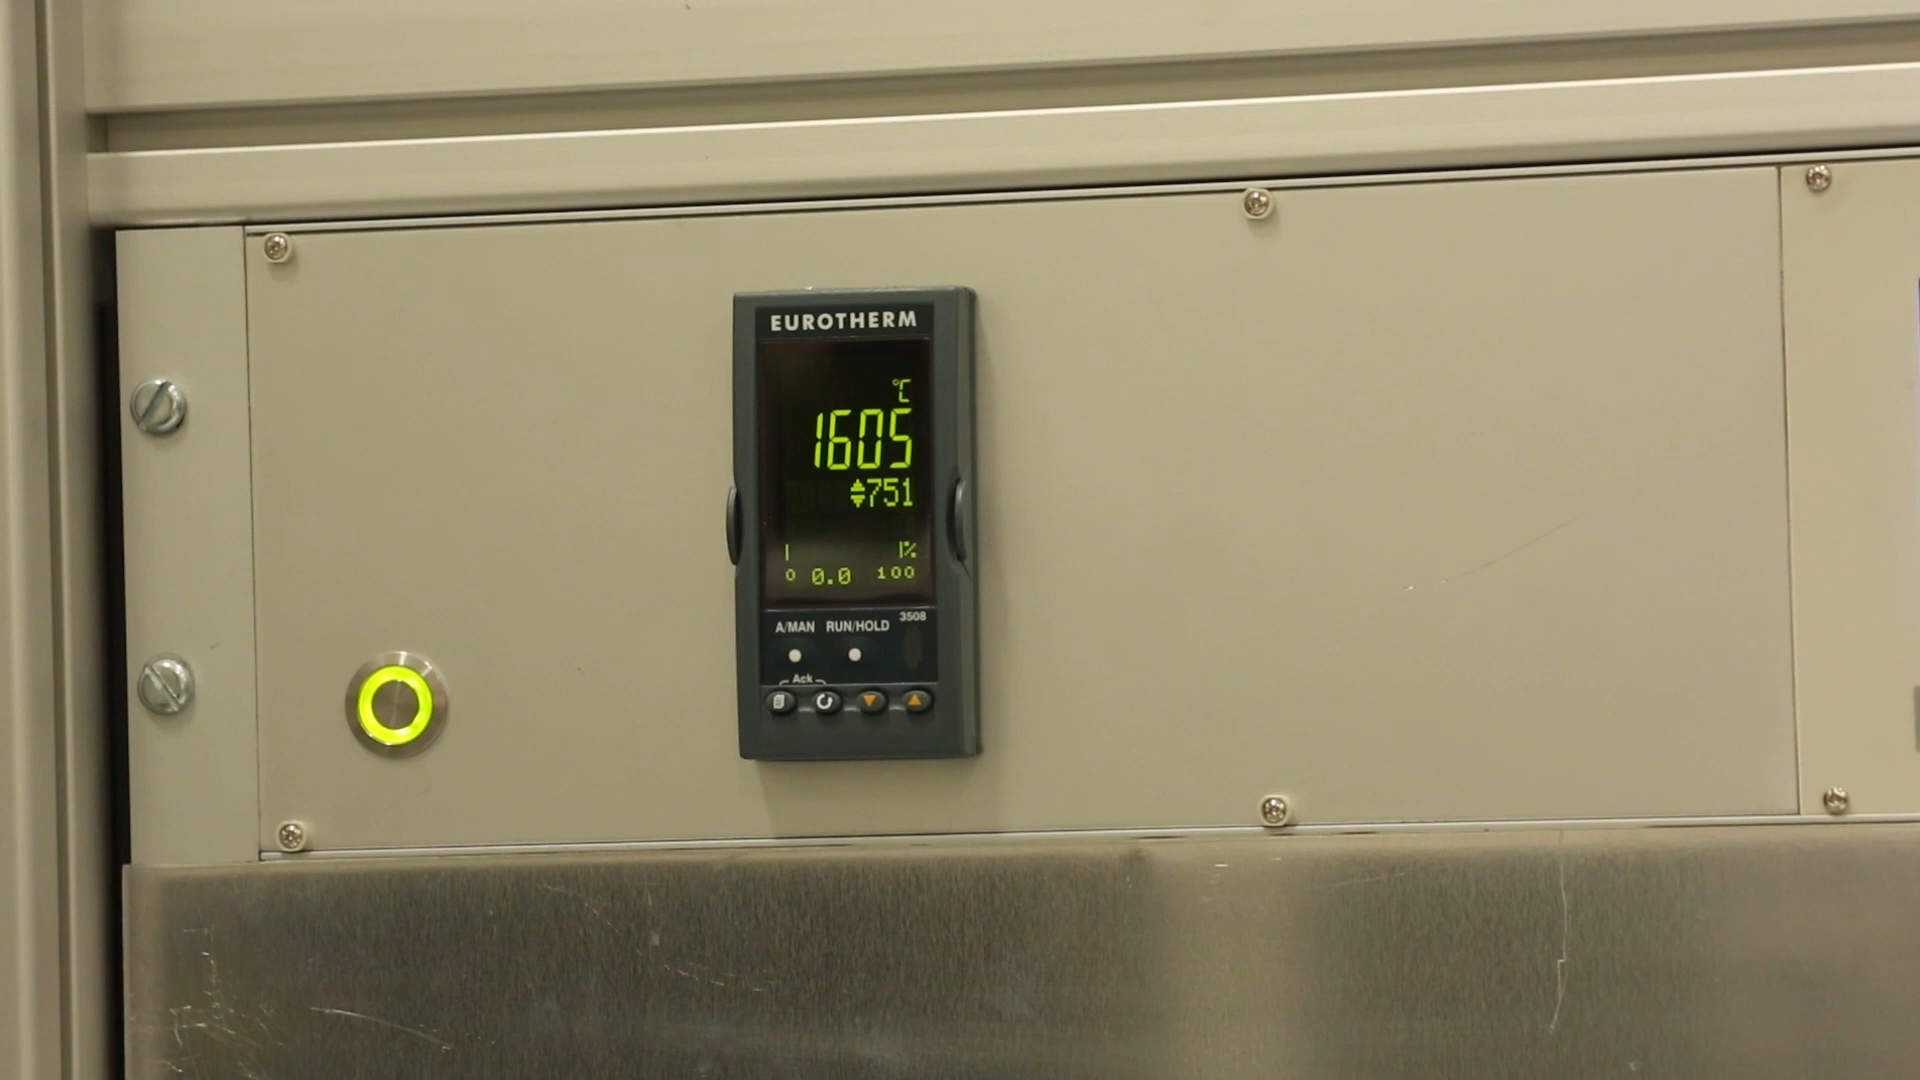 EUROTHERM
°C
1605
751
%
0 0.0 100
3508
A/MAN RUN/HOLD
Ack